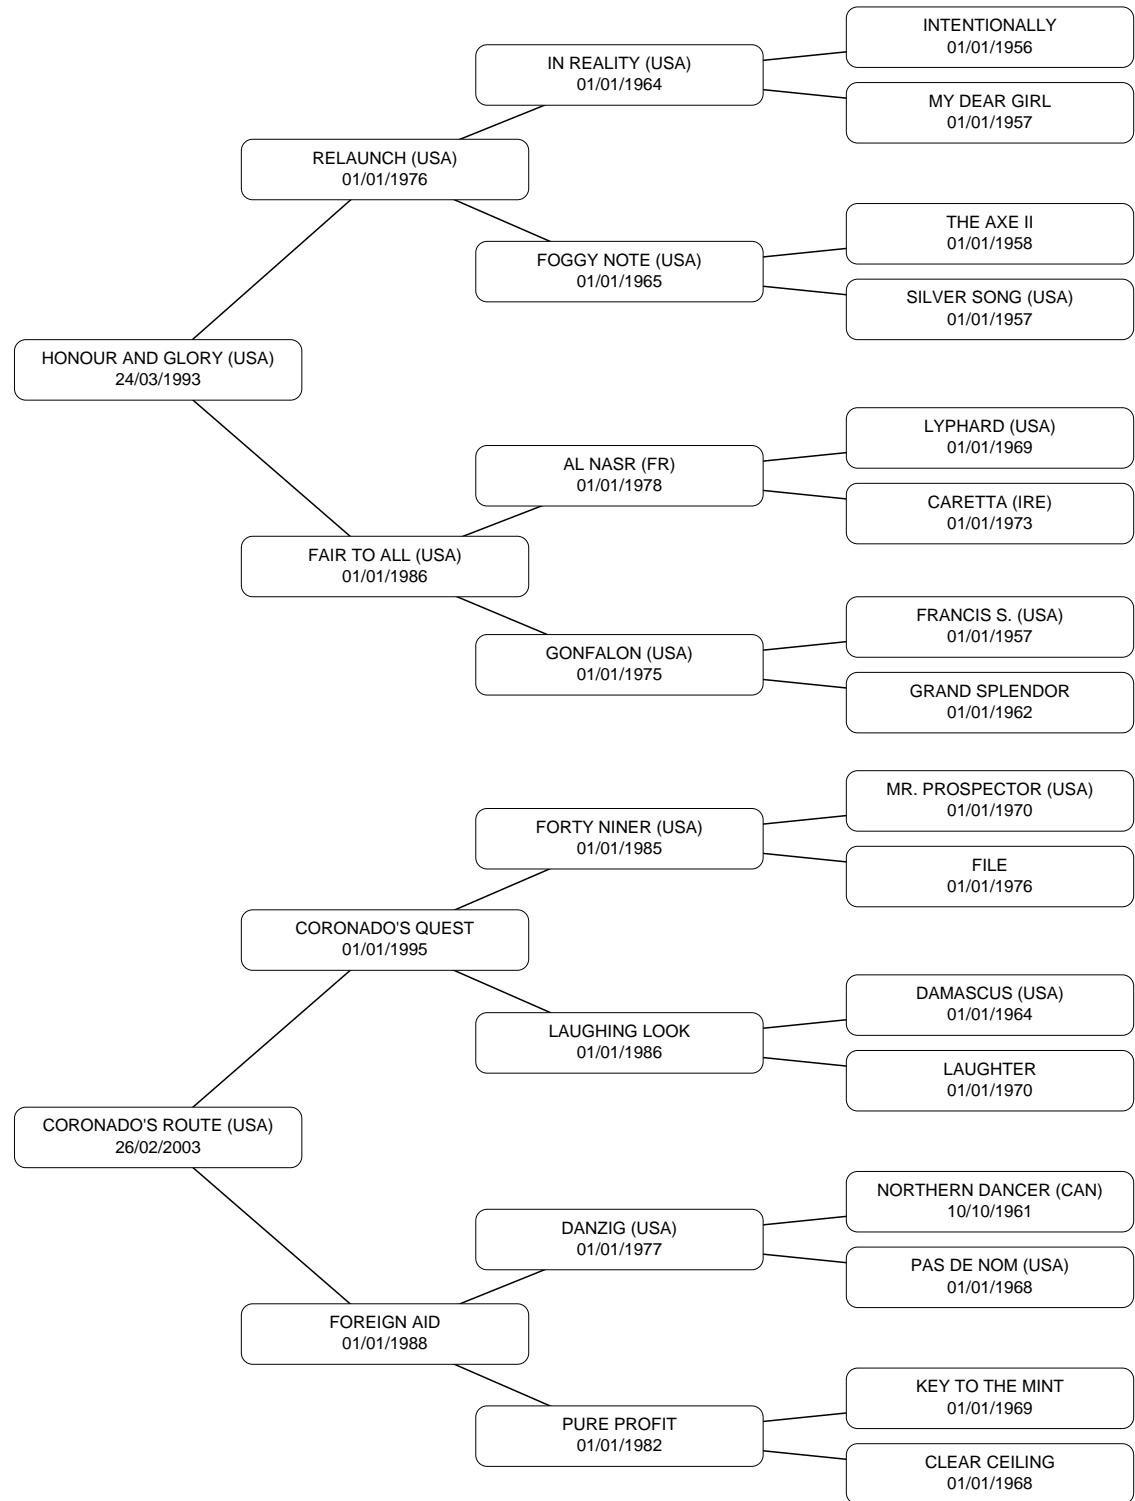 INTENTIONALLY
01/01/1956
IN REALITY (USA)
01/01/1964
MY DEAR GIRL
01/01/1957
RELAUNCH (USA)
01/01/1976
THE AXE II
01/01/1958
FOGGY NOTE (USA)
01/01/1965
SILVER SONG (USA)
01/01/1957
HONOUR AND GLORY (USA)
24/03/1993
LYPHARD (USA)
01/01/1969
AL NASR (FR)
01/01/1978
CARETTA (IRE)
01/01/1973
FAIR TO ALL (USA)
01/01/1986
FRANCIS S. (USA)
01/01/1957
GONFALON (USA)
01/01/1975
GRAND SPLENDOR
01/01/1962
MR. PROSPECTOR (USA)
01/01/1970
FORTY NINER (USA)
01/01/1985
FILE
01/01/1976
CORONADO'S QUEST
01/01/1995
DAMASCUS (USA)
01/01/1964
LAUGHING LOOK
01/01/1986
LAUGHTER
01/01/1970
CORONADO'S ROUTE (USA)
26/02/2003
NORTHERN DANCER (CAN)
10/10/1961
DANZIG (USA)
01/01/1977
PAS DE NOM (USA)
01/01/1968
FOREIGN AID
01/01/1988
KEY TO THE MINT
01/01/1969
PURE PROFIT
01/01/1982
CLEAR CEILING
01/01/1968